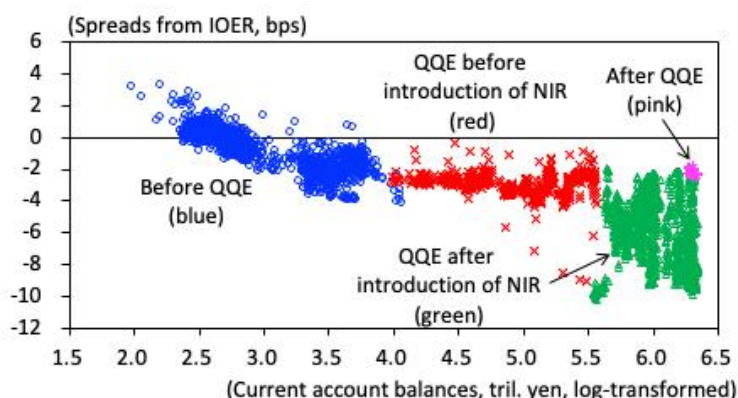 (Spreads from IOER, bps)
6
4
2
0
-2
-4
-6
-8
-10
-12
QQE before
introduction of NIR
(red)
After QQE
(pink)
Before QQE
(blue)
QQE after
introduction of NIR
(green)
1.5 2.0 2.5 3.0 3.5 4.0 4.5 5.0 5.5 6.0 6.5
(Current account balances, tril. yen, log-transformed)